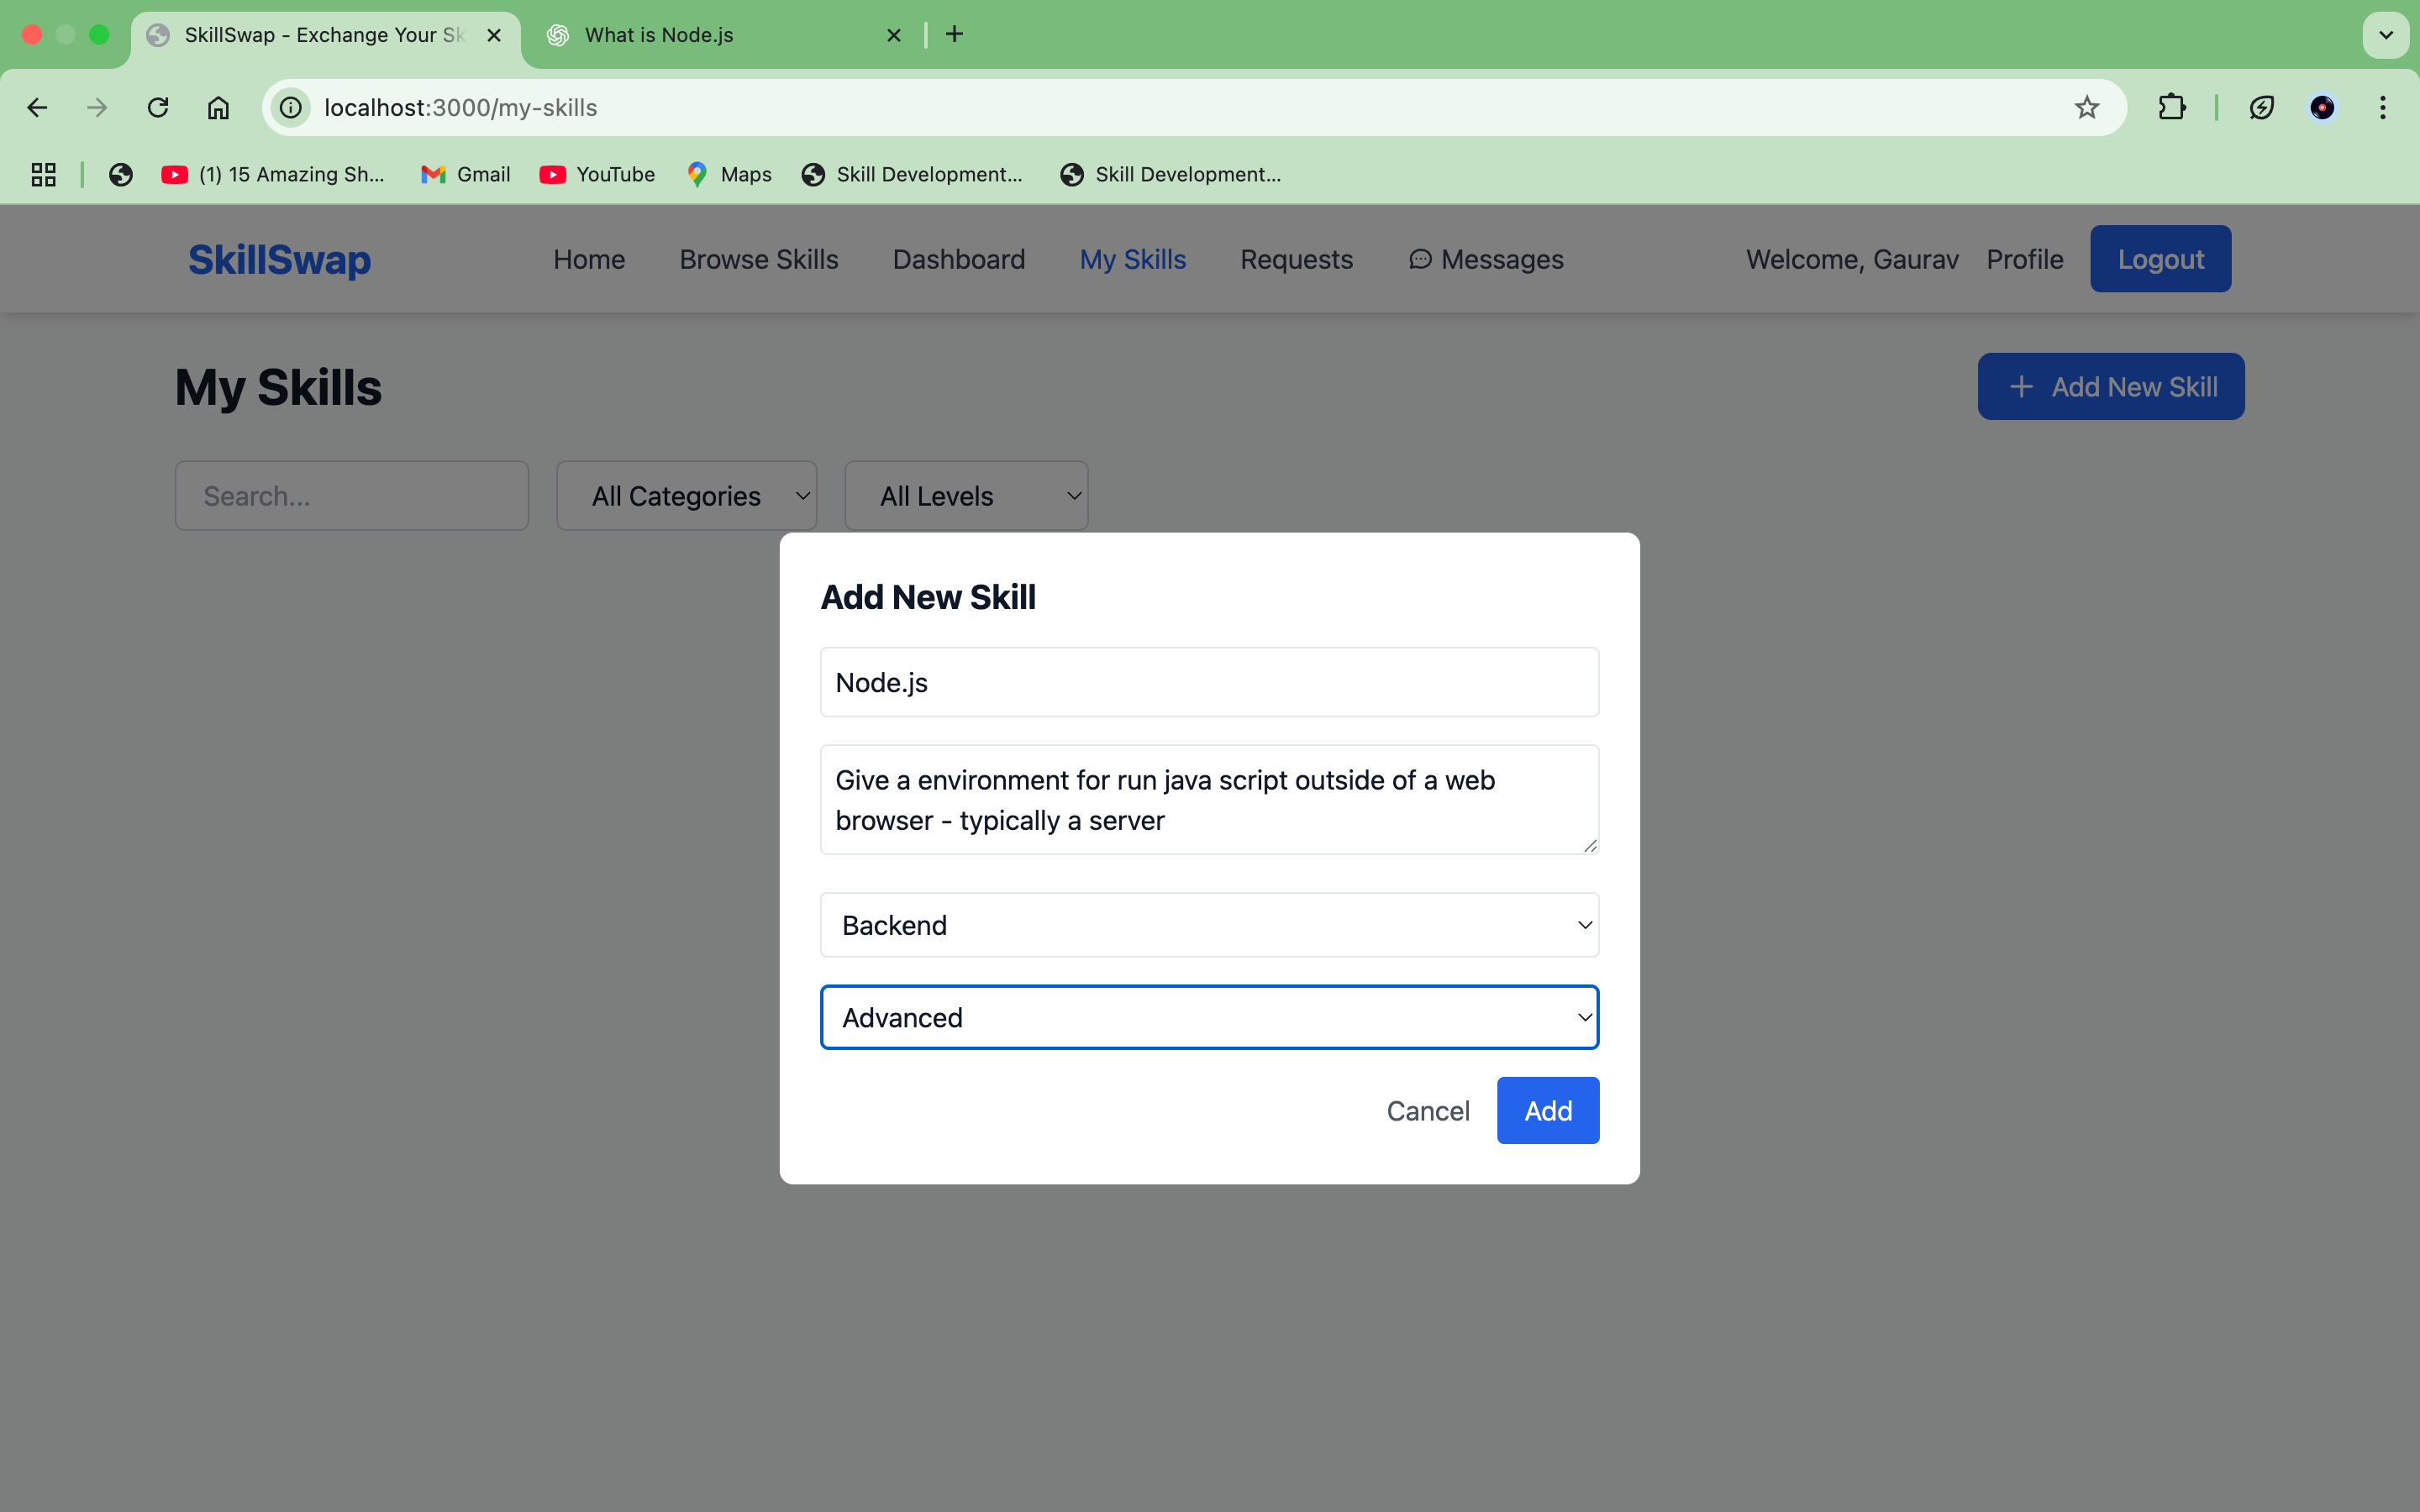 SkillSwap - Exchange Your Sk
What is Node.js
localhost:3000/my-skills
(1) 15 Amazing Sh...
Gmail
YouTube
Maps
Skill Development...
Skill Development...
SkillSwap
Home
Browse Skills
Dashboard
My Skills
Requests
Messages
Welcome, Gaurav
Profile
Logout
My Skills
+ Add New Skill
Search...
All Categories
All Levels
Add New Skill
Node.js
Give a environment for run java script outside of a web
browser - typically a server
Backend
Advanced
Cancel
Add